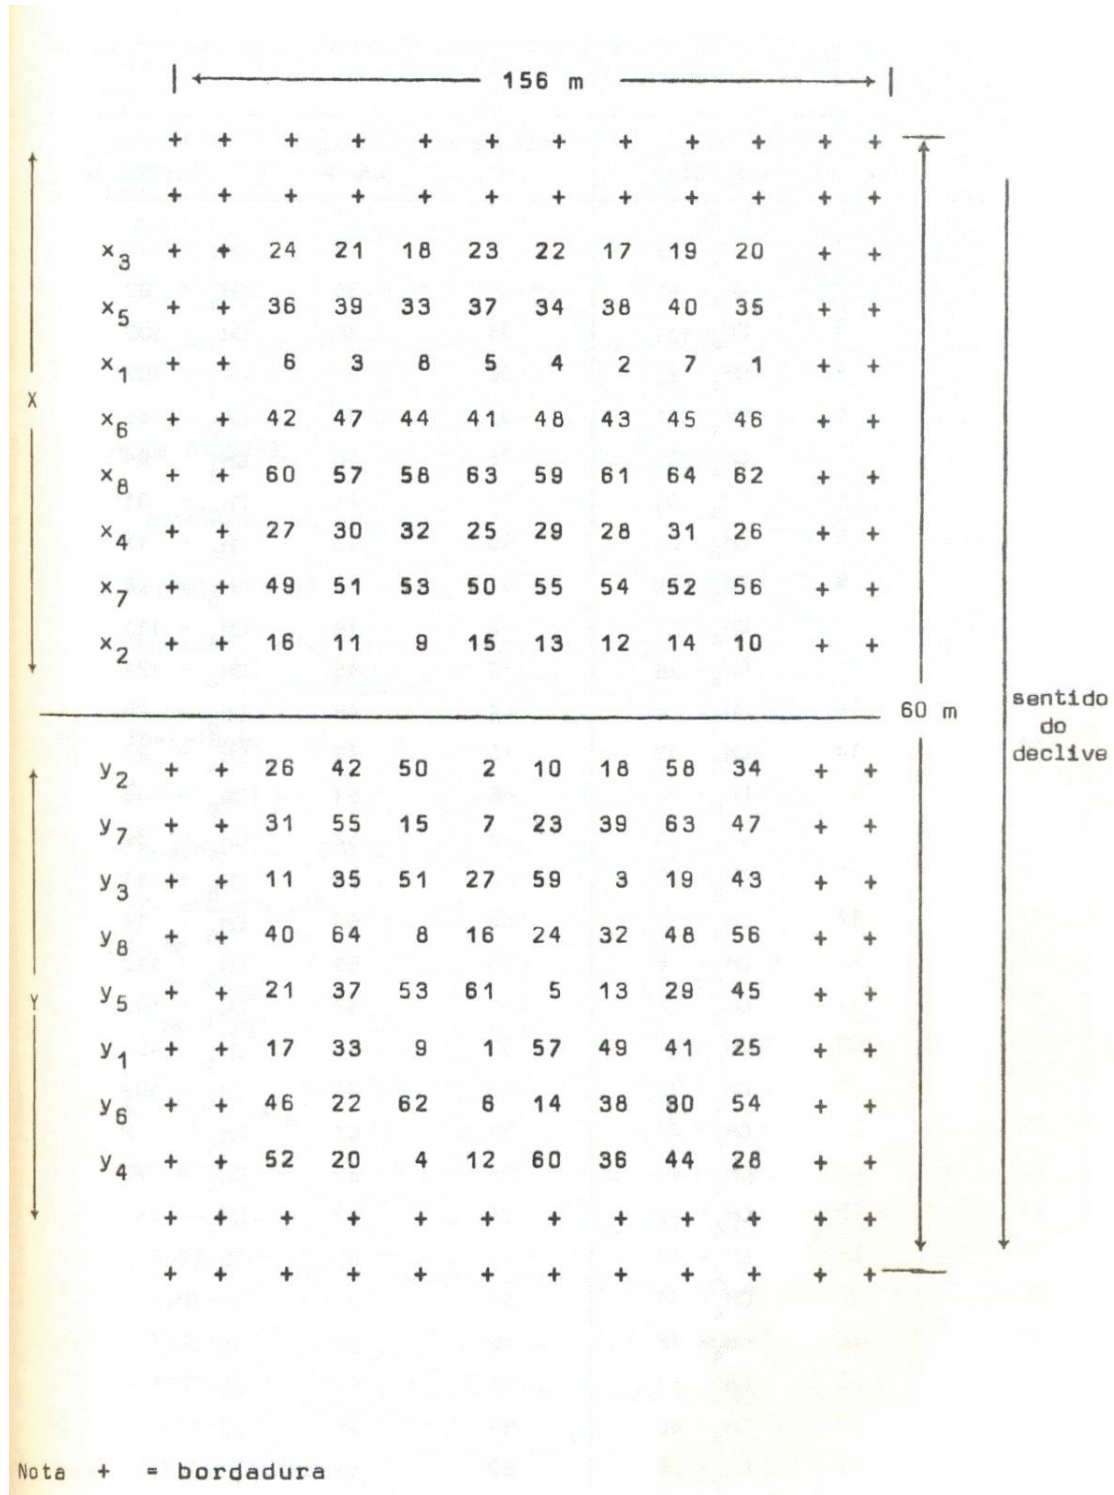 156 m
+ + + + + + + + + + + +
+ + + + + + + + + + + +
x3 + + 24 21 18 23 22 17 19 20 + +
x5 + + 36 39 33 37 34 38 40 35 + +
x1 + + 6 3 8 5 4 2 7 1 + +
X
x6 + + 42 47 44 41 48 43 45 46 + +
x8 + + 60 57 58 63 59 61 64 62 + +
x4 + + 27 30 32 25 29 28 31 26 + +
x7 + + 49 51 53 50 55 54 52 56 + +
x2 + + 16 11 9 15 13 12 14 10 + +
60 m
sentido
do
declive
y2 + + 26 42 50 2 10 18 58 34 + +
y7 + + 31 55 15 7 23 39 63 47 + +
y3 + + 11 35 51 27 59 3 19 43 + +
y8 + + 40 64 8 16 24 32 48 56 + +
y5 + + 21 37 53 61 5 13 29 45 + +
Y
y1 + + 17 33 9 1 57 49 41 25 + +
y6 + + 46 22 62 6 14 38 30 54 + +
y4 + + 52 20 4 12 60 36 44 28 + +
+ + + + + + + + + + + +
+ + + + + + + + + + + +
Nota + = bordadura